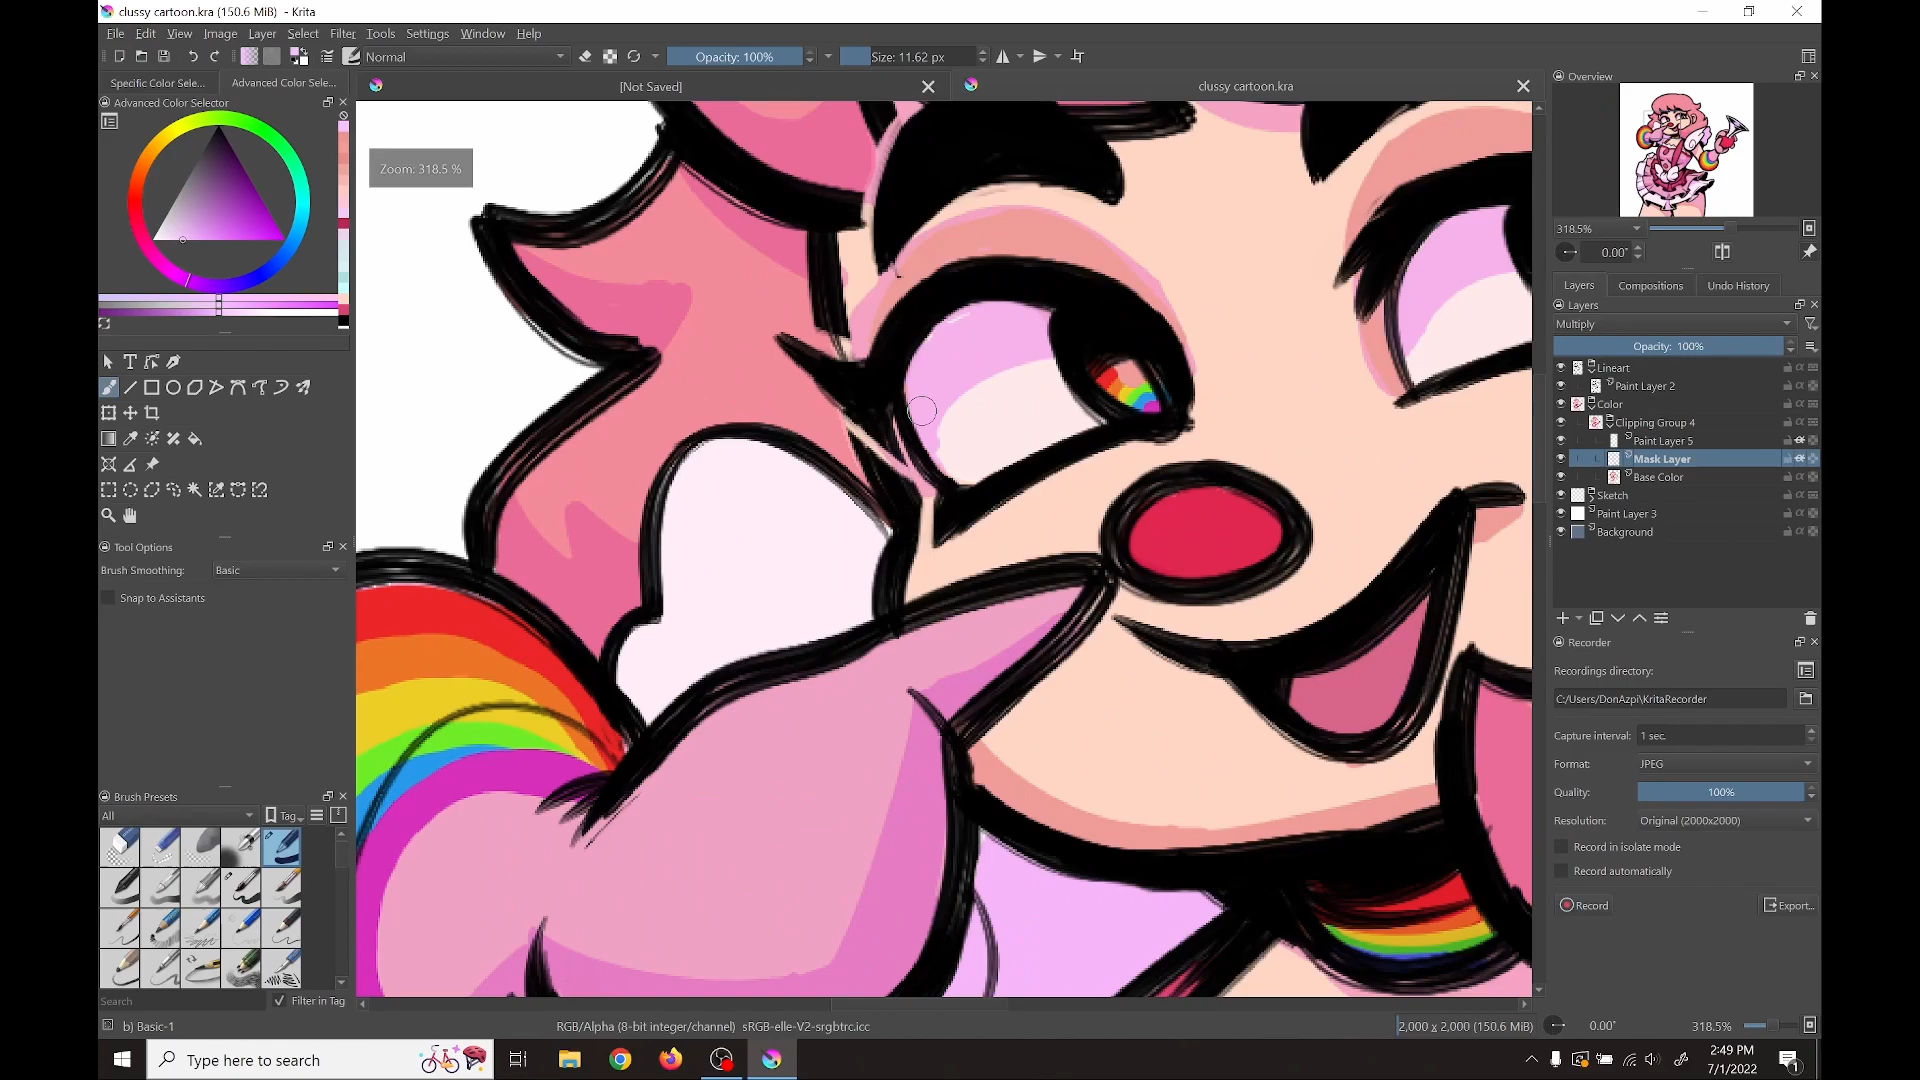 clussy cartoon.kra (150.6 MiB) - Krita
File Edit View Image Layer Filter Tools Settings Window Help
Normal Opacity: 100% Size: 11.62 px
Specific Color Sele... Advanced Color Sele...
[Not Saved] clussy cartoon.kra
Advanced Color Selector
Zoom: 318.5 %
Overview
318.5%
0.00°
Layers Compositions Undo History
Layers
Multiply
Opacity: 100%
Lineart
Paint Layer 2
Color
Clipping Group 4
Paint Layer 5
Mask Layer
Base Color
Sketch
Paint Layer 3
Background
Tool Options
Brush Smoothing: Basic
Snap to Assistants
Recorder
Recordings directory:
C:/Users/DonAzpi\KritaRecorder
Capture interval: 1 sec.
Format: JPEG
Quality: 100%
Resolution: Original (2000x2000)
Record in isolate mode
Record automatically
Record Export...
Brush Presets
All Tag
Search Filter in Tag
b) Basic-1 RGB/Alpha (8-bit integer/channel) sRGB-elle-V2-srgbtrc.icc 2,000 x 2,000 (150.6 MiB) 0.00° 318.5%
Type here to search
2:49 PM
7/1/2022
1